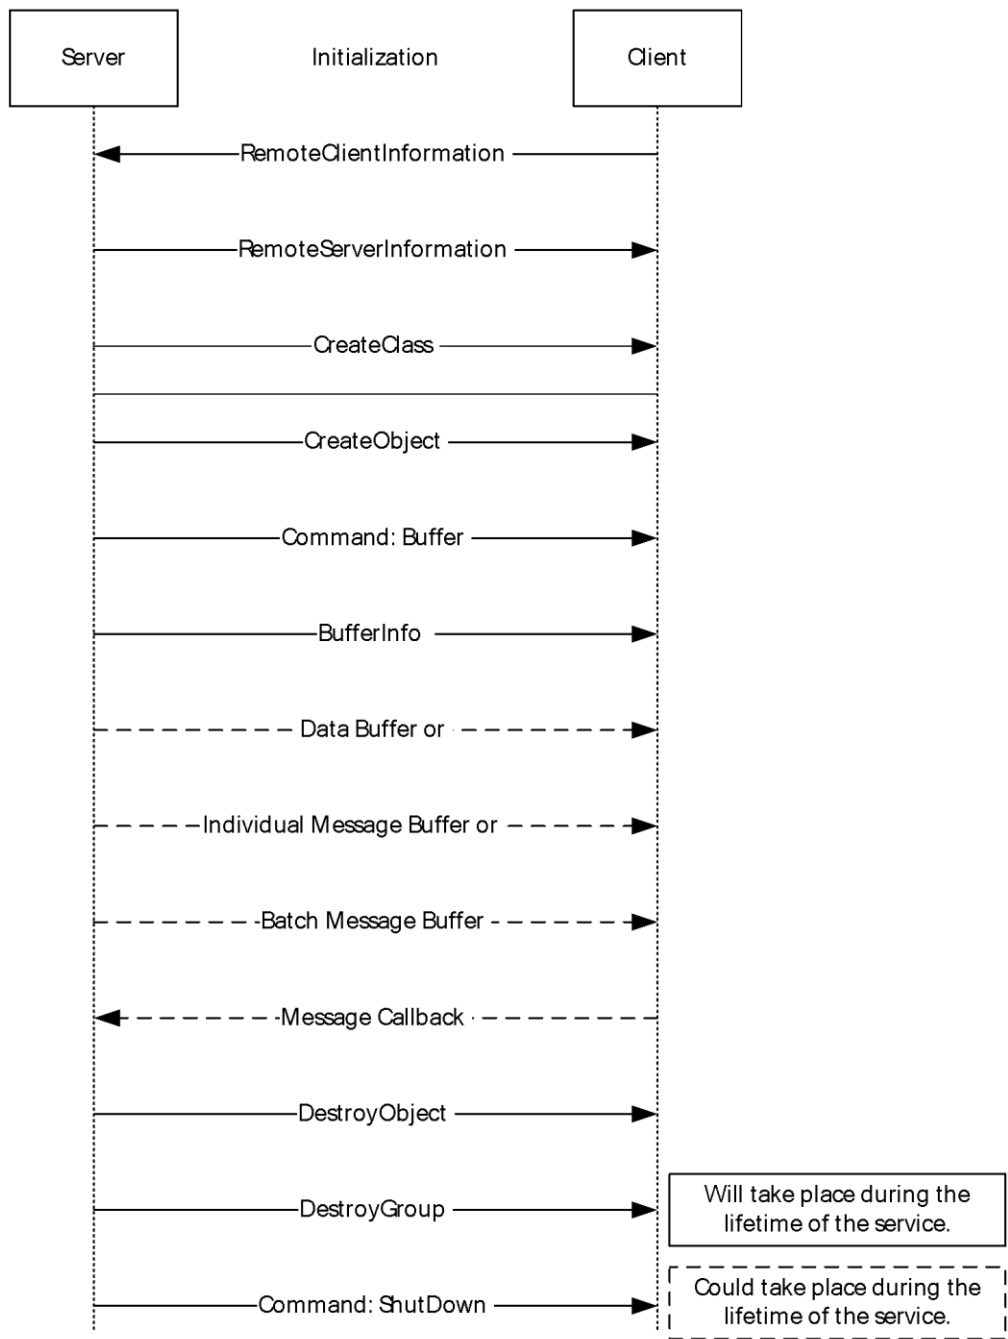 Server
Initialization
Client
RemoteClientInformation
RemoteServerInformation
CreateClass
CreateObject
Command: Buffer
BufferInfo
Data Buffer or
Individual Message Buffer or
Batch Message Buffer
Message Callback
DestroyObject
DestroyGroup
Will take place during the
lifetime of the service.
Command: ShutDown
Could take place during the
lifetime of the service.